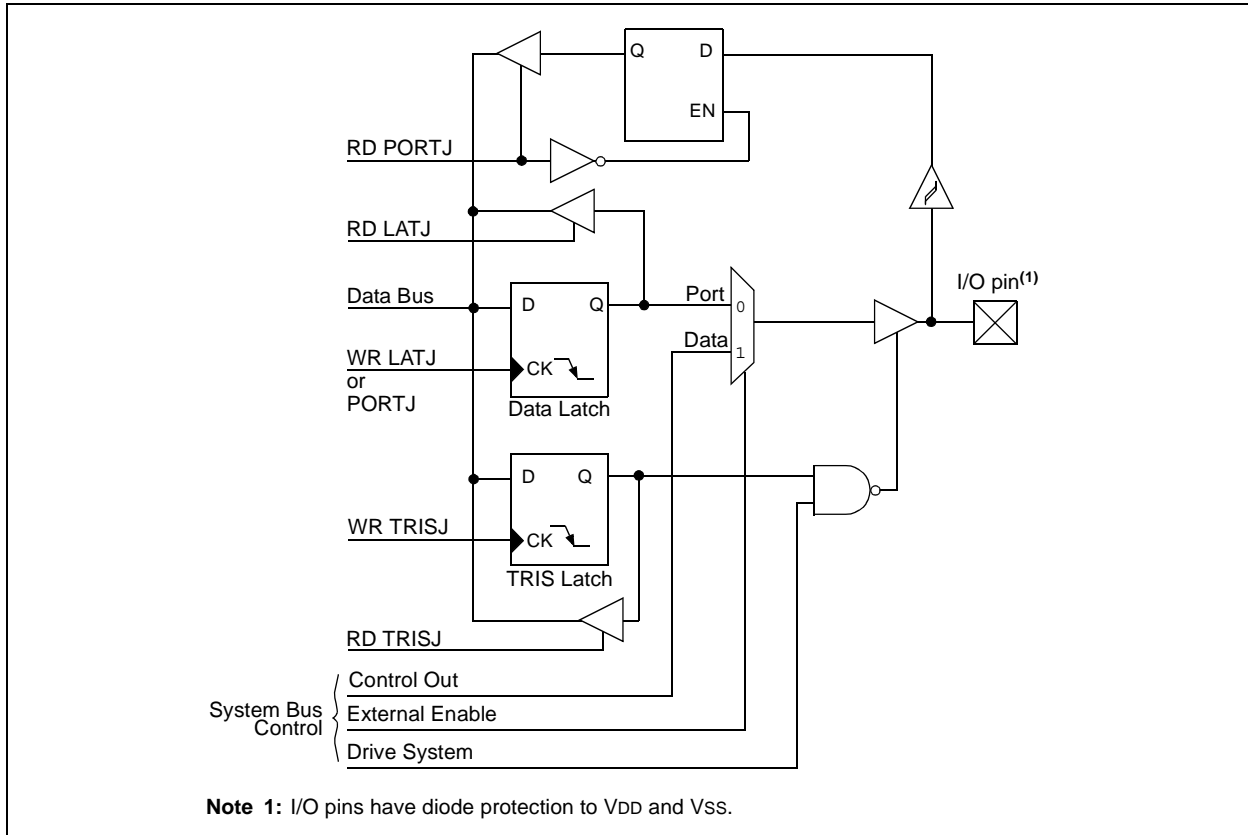 Q
D
EN
RD PORTJ
RD LATJ
I/O pin(1)
Data Bus
D
Q
Port
0
Data
1
WR LATJ
or
PORTJ
CK
Data Latch
D
Q
WR TRISJ
CK
TRIS Latch
RD TRISJ
System Bus
Control
Control Out
External Enable
Drive System
Note 1: I/O pins have diode protection to VDD and VSS.